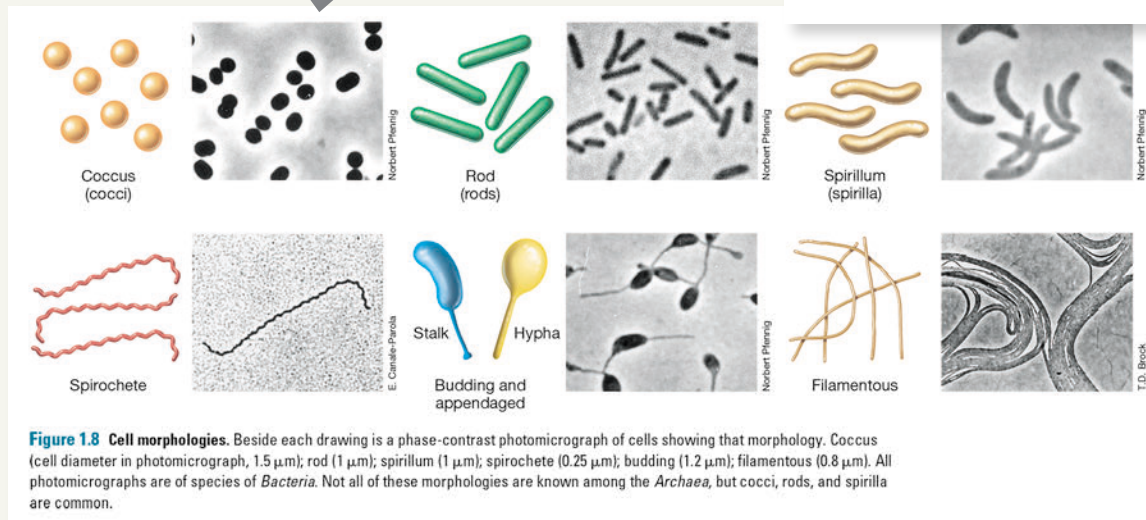 Coccus
(cocci)
Norbert Pfennig
Rod
(rods)
Norbert Pfennig
Spirillum
(spirilla)
Norbert Pfennig
Spirochete
E. Canale-Parola
Stalk
Hypha
Budding and
appendaged
Norbert Pfennig
Filamentous
T.D. Brock
Figure 1.8 Cell morphologies. Beside each drawing is a phase-contrast photomicrograph of cells showing that morphology. Coccus
(cell diameter in photomicrograph, 1.5 μm); rod (1 μm); spirillum (1 μm); spirochete (0.25 μm); budding (1.2 μm); filamentous (0.8 μm). All
photomicrographs are of species of Bacteria. Not all of these morphologies are known among the Archaea, but cocci, rods, and spirilla
are common.